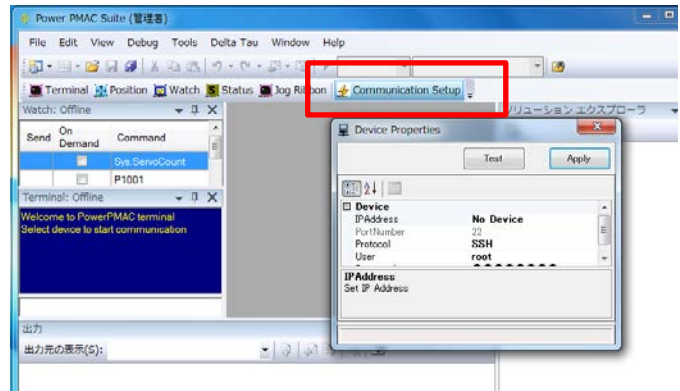 Power PMAC Suite (管理者)
File Edit View Debug Tools Delta Tau Window Help
Terminal Position Watch Status Jog Ribbon Communication Setup
Watch: Offline
ソリューション エクスプローラ
Send On Demand Command
Sys.ServoCount
P1001
Terminal: Offline
Welcome to PowerPMAC terminal
Select device to start communication
Device Properties
Test Apply
Device
IPAddress No Device
PortNumber 22
Protocol SSH
User root
IPAddress
Set IP Address
出力
出力元の表示(S):